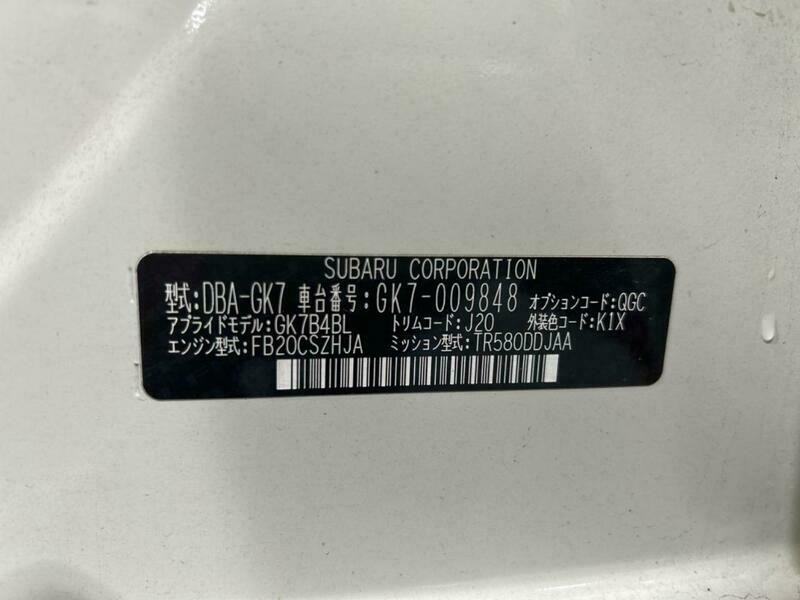 SUBARU CORPORATION
型式:DBA-GK7 車台番号:GK7-009848 オプションコード:QGC
アプライドモデル:GK7B4BL トリムコード:J20 外装色コード:K1X
エンジン型式:FB20CSZHJA ミッション型式:TR580DDJAA